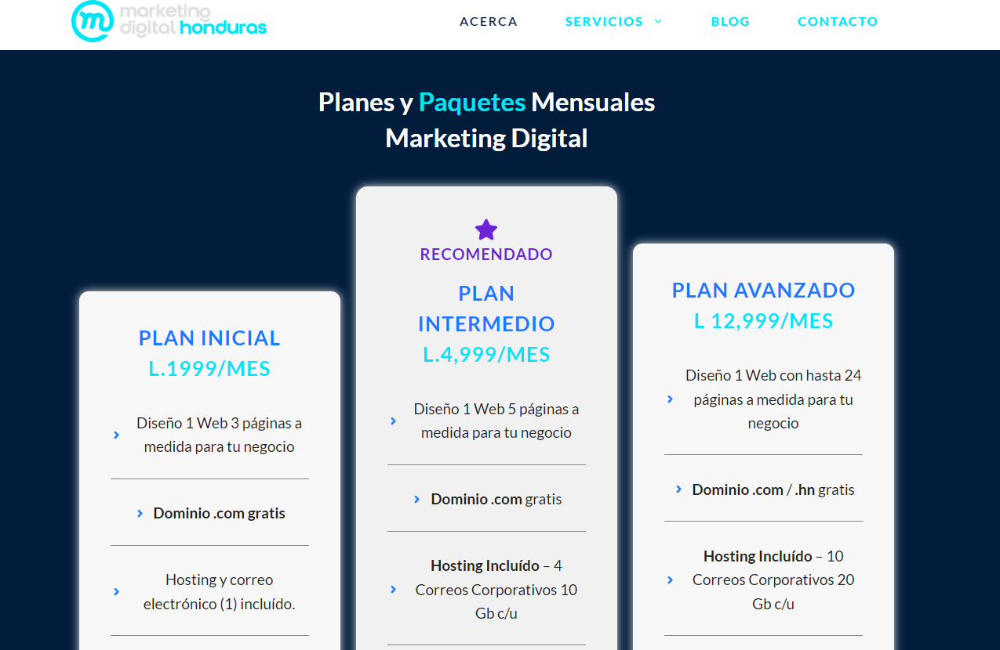 marketing
digital honduras
ACERCA
SERVICIOS
BLOG
CONTACTO
Planes y Paquetes Mensuales
Marketing Digital
PLAN INICIAL
L.1999/MES
Diseño 1 Web 3 páginas a
medida para tu negocio
Dominio .com gratis
Hosting y correo
electrónico (1) incluído.
RECOMENDADO
PLAN
INTERMEDIO
L.4,999/MES
Diseño 1 Web 5 páginas a
medida para tu negocio
Dominio .com gratis
Hosting Incluído – 4
Correos Corporativos 10
Gb c/u
PLAN AVANZADO
L 12,999/MES
Diseño 1 Web con hasta 24
páginas a medida para tu
negocio
Dominio .com / .hn gratis
Hosting Incluído – 10
Correos Corporativos 20
Gb c/u